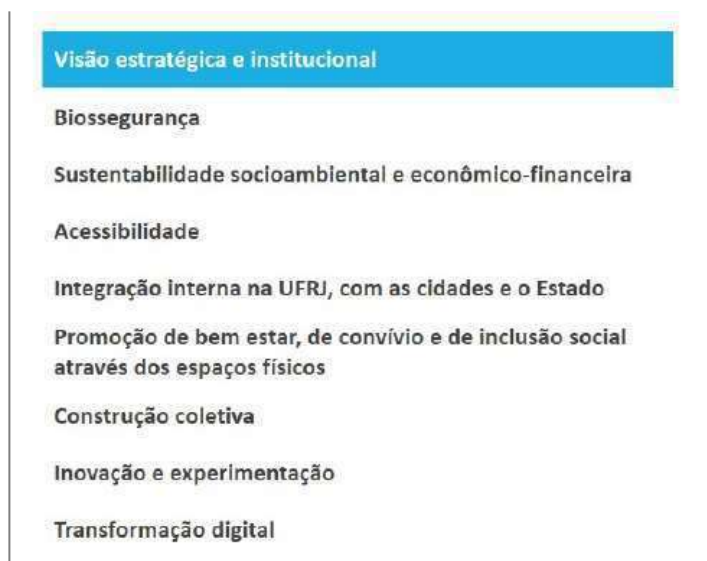 Visão estratégica e institucional
Biossegurança
Sustentabilidade socioambiental e econômico-financeira
Acessibilidade
Integração interna na UFRJ, com as cidades e o Estado
Promoção de bem estar, de convívio e de inclusão social
através dos espaços físicos
Construção coletiva
Inovação e experimentação
Transformação digital